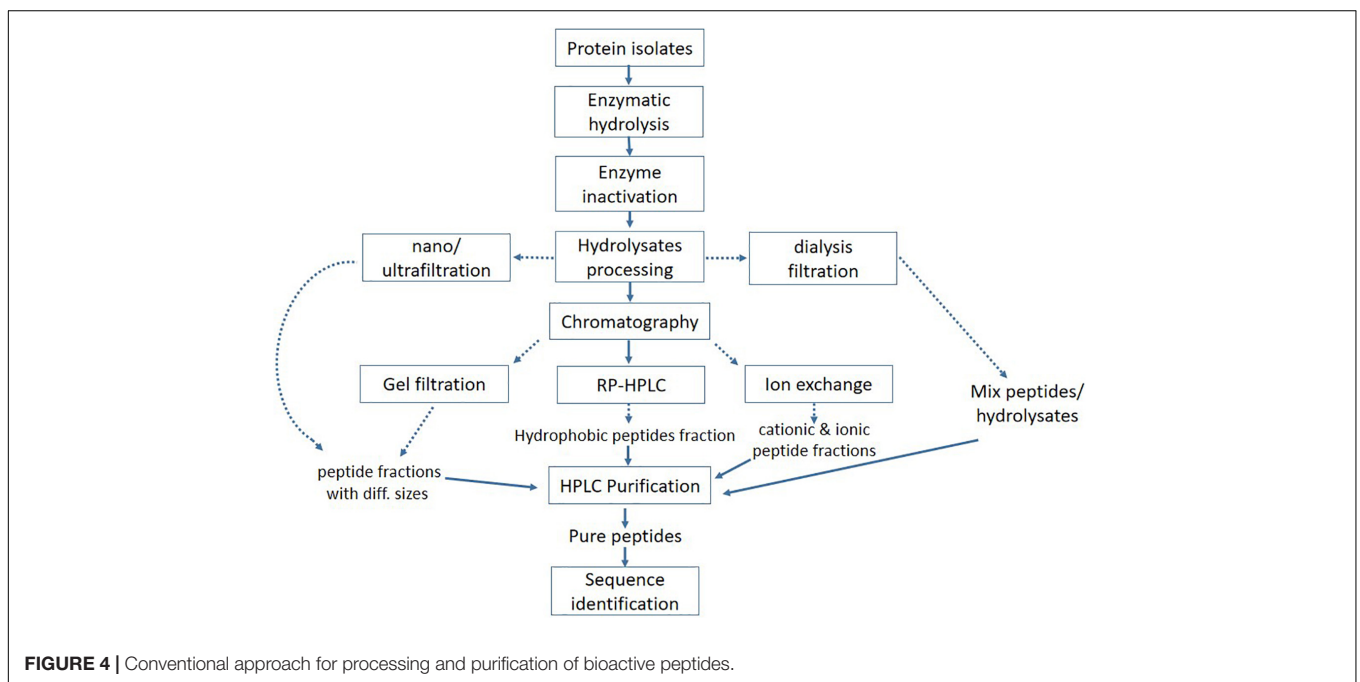 Protein isolates
Enzymatic
hydrolysis
Enzyme
inactivation
nano/
ultrafiltration
Hydrolysates
processing
dialysis
filtration
Chromatography
Gel filtration
RP-HPLC
Ion exchange
Mix peptides/
hydrolysates
Hydrophobic peptides fraction
cationic & ionic
peptide fractions
peptide fractions
with diff. sizes
HPLC Purification
Pure peptides
Sequence
identification
FIGURE 4 | Conventional approach for processing and purification of bioactive peptides.